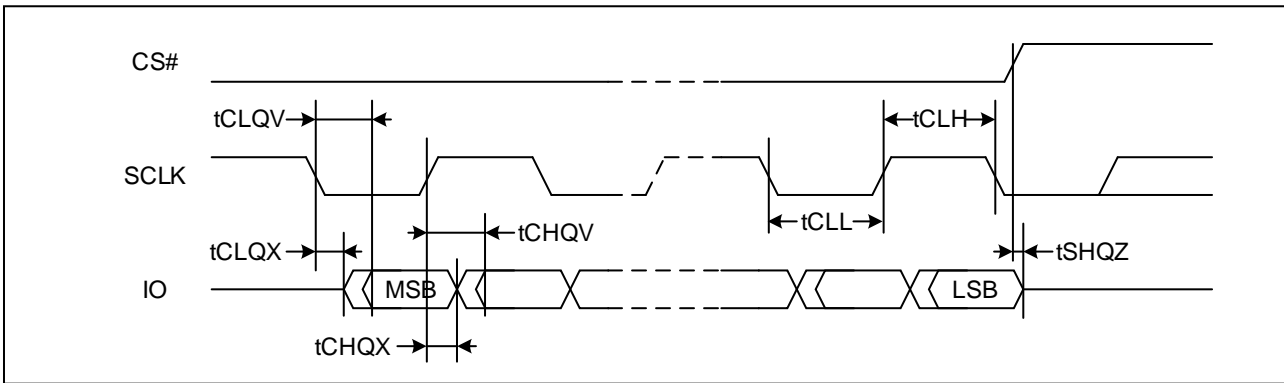 CS#
tCLQV
tCLH
SCLK
tCLL
tCHQV
tCLQX
tSHQZ
IO
MSB
LSB
tCHQX